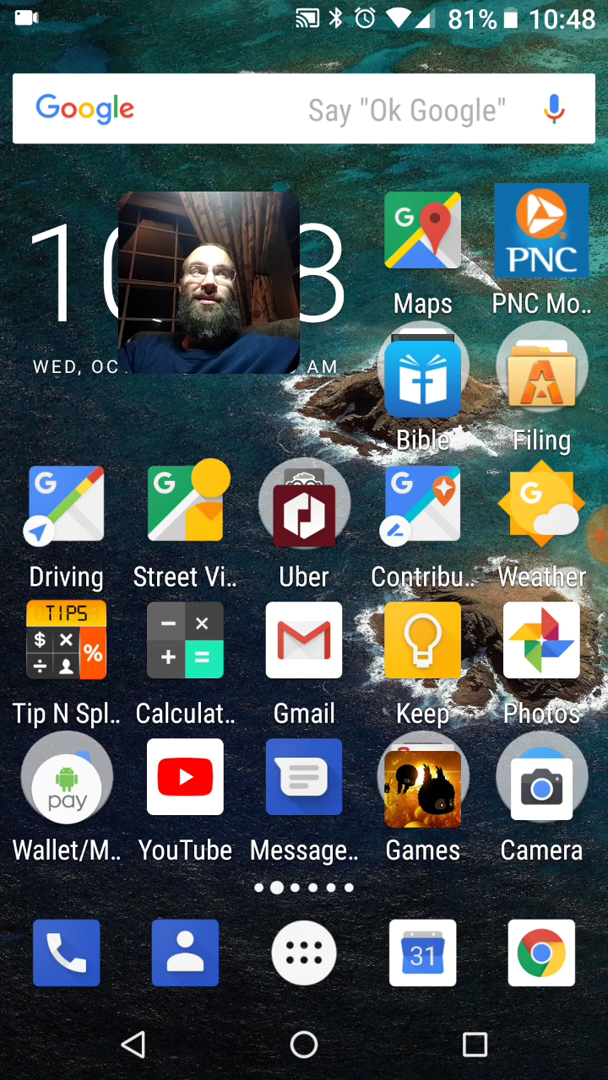 81% 10:48
Google Say "Ok Google"
10 8
WED, OC AM
G
Maps
PNC
PNC Mo..
Bible
Filing
G
Driving
Street Vi..
Uber
G
Contribu..
G
Weather
TIPS
$ × ÷ %
Tip N Spl..
− × + =
Calculat..
Gmail
Keep
Photos
pay
Wallet/M..
YouTube
Message..
Games
Camera
31